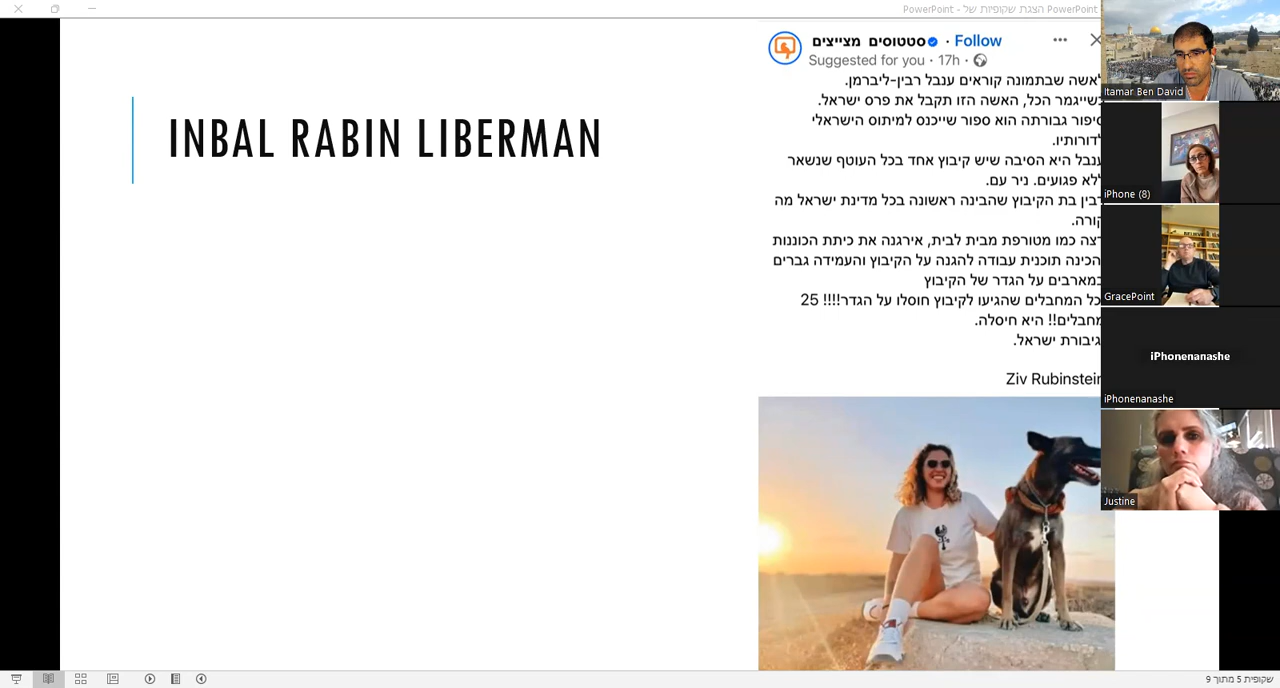 PowerPoint הצגת שקופיות של - PowerPoint
INBAL RABIN LIBERMAN
סטטוסים מצייצים · Follow
Suggested for you · 17h ·
לאשה שבתמונה קוראים ענבל רבין-ליברמן.
כשייגמר הכל, האשה הזו תקבל את פרס ישראל.
סיפור גבורתה הוא ספור שייכנס למיתוס הישראלי
לדורותיו.
ענבל היא הסיבה שיש קיבוץ אחד בכל העוטף שנשאר
ללא פגועים. ניר עם.
רבין בת הקיבוץ שהבינה ראשונה בכל מדינת ישראל מה
קורה.
רצה כמו מטורפת מבית לבית, אירגנה את כיתת הכוננות
הכינה תוכנית עבודה להגנה על הקיבוץ והעמידה גברים
במארבים על הגדר של הקיבוץ
כל המחבלים שהגיעו לקיבוץ חוסלו על הגדר!!!! 25
מחבלים!! היא חיסלה.
גיבורת ישראל.
Ziv Rubinstein
Itamar Ben David
iPhone (8)
GracePoint
iPhonenanashe
iPhonenanashe
Justine
שקופית 5 מתוך 9